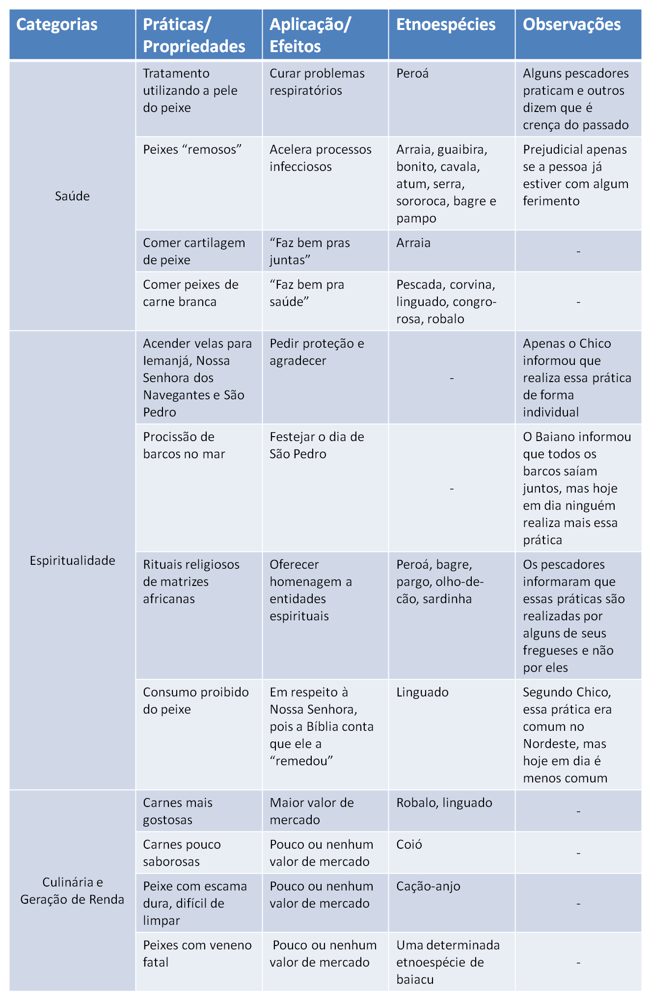 Categorias
Práticas/
Propriedades
Aplicação/
Efeitos
Etnoespécies
Observações
Saúde
Tratamento
utilizando a pele
do peixe
Curar problemas
respiratórios
Peroá
Alguns pescadores
praticam e outros
dizem que é
crença do passado
Peixes “remosos”
Acelera processos
infecciosos
Arraia, guaibira,
bonito, cavala,
atum, serra,
sororoca, bagre e
pampo
Prejudicial apenas
se a pessoa já
estiver com algum
ferimento
Comer cartilagem
de peixe
“Faz bem pras
juntas”
Arraia
-
Comer peixes de
carne branca
“Faz bem pra
saúde”
Pescada, corvina,
linguado, congro-
rosa, robalo
-
Espiritualidade
Acender velas para
Iemanjá, Nossa
Senhora dos
Navegantes e São
Pedro
Pedir proteção e
agradecer
-
Apenas o Chico
informou que
realiza essa prática
de forma
individual
Procissão de
barcos no mar
Festejar o dia de
São Pedro
-
O Baiano informou
que todos os
barcos saíam
juntos, mas hoje
em dia ninguém
realiza mais essa
prática
Rituais religiosos
de matrizes
africanas
Oferecer
homenagem a
entidades
espirituais
Peroá, bagre,
pargo, olho-de-
cão, sardinha
Os pescadores
informaram que
essas práticas são
realizadas por
alguns de seus
fregueses e não
por eles
Consumo proibido
do peixe
Em respeito à
Nossa Senhora,
pois a Bíblia conta
que ele a
“remedou”
Linguado
Segundo Chico,
essa prática era
comum no
Nordeste, mas
hoje em dia é
menos comum
Culinária e
Geração de Renda
Carnes mais
gostosas
Maior valor de
mercado
Robalo, linguado
-
Carnes pouco
saborosas
Pouco ou nenhum
valor de mercado
Coió
-
Peixe com escama
dura, difícil de
limpar
Pouco ou nenhum
valor de mercado
Cação-anjo
-
Peixes com veneno
fatal
Pouco ou nenhum
valor de mercado
Uma determinada
etnoespécie de
baiacu
-